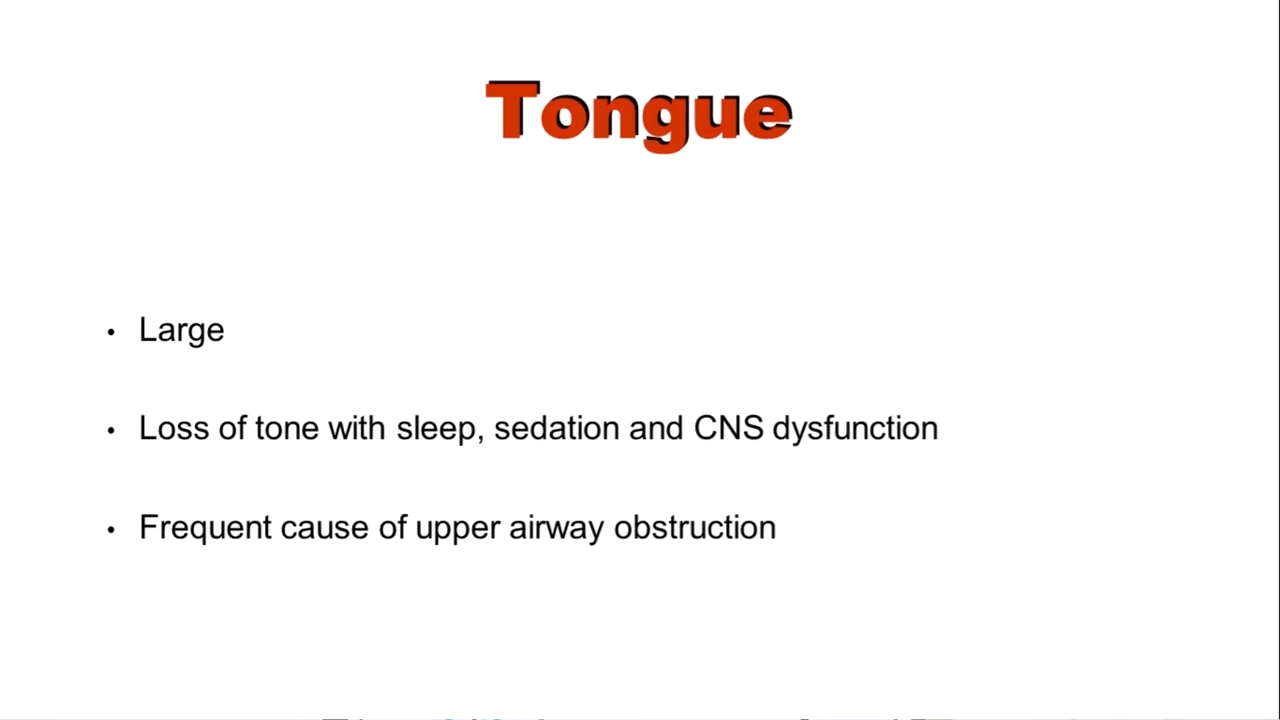 Tongue
• Large
• Loss of tone with sleep, sedation and CNS dysfunction
• Frequent cause of upper airway obstruction